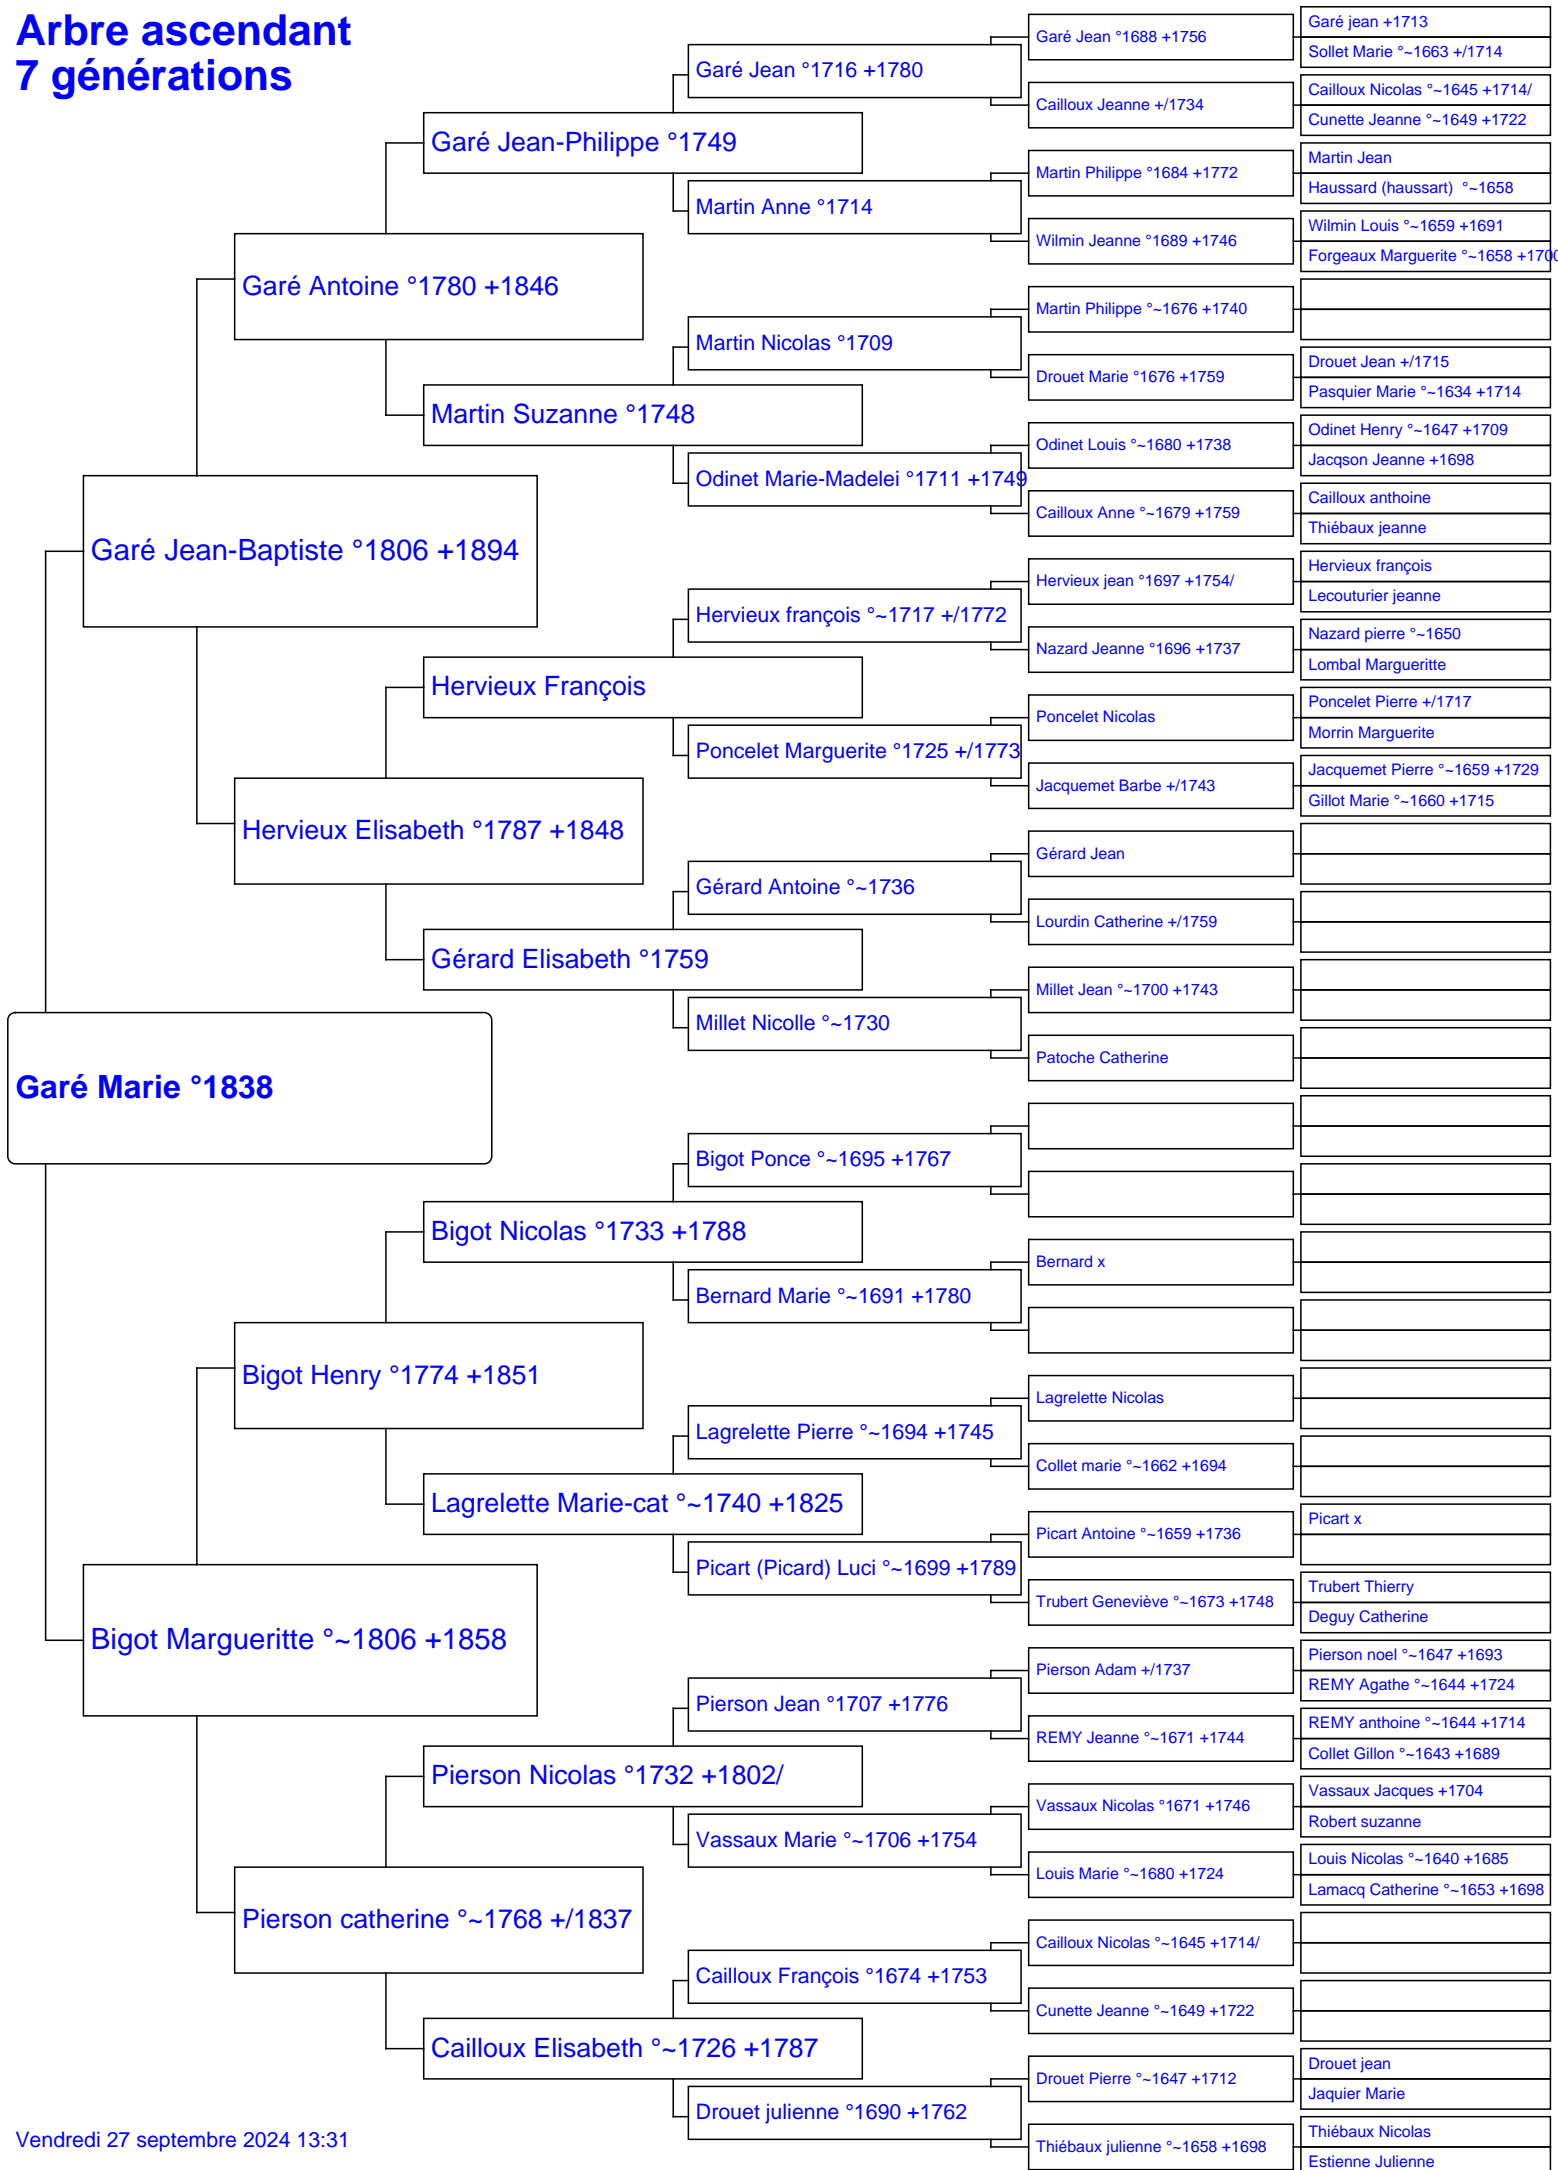 Arbre ascendant
7 générations
Garé Marie °1838
Garé Jean-Baptiste °1806 +1894
Bigot Margueritte °~1806 +1858
Garé Antoine °1780 +1846
Hervieux Elisabeth °1787 +1848
Bigot Henry °1774 +1851
Pierson catherine °~1768 +/1837
Garé Jean-Philippe °1749
Martin Suzanne °1748
Hervieux François
Gérard Elisabeth °1759
Bigot Nicolas °1733 +1788
Lagrelette Marie-cat °~1740 +1825
Pierson Nicolas °1732 +1802/
Cailloux Elisabeth °~1726 +1787
Garé Jean °1716 +1780
Martin Anne °1714
Martin Nicolas °1709
Odinet Marie-Madelei °1711 +1749
Hervieux françois °~1717 +/1772
Poncelet Marguerite °1725 +/1773
Gérard Antoine °~1736
Millet Nicolle °~1730
Bigot Ponce °~1695 +1767
Bernard Marie °~1691 +1780
Lagrelette Pierre °~1694 +1745
Picart (Picard) Luci °~1699 +1789
Pierson Jean °1707 +1776
Vassaux Marie °~1706 +1754
Cailloux François °1674 +1753
Drouet julienne °1690 +1762
Garé Jean °1688 +1756
Cailloux Jeanne +/1734
Martin Philippe °1684 +1772
Wilmin Jeanne °1689 +1746
Martin Philippe °~1676 +1740
Drouet Marie °1676 +1759
Odinet Louis °~1680 +1738
Cailloux Anne °~1679 +1759
Hervieux jean °1697 +1754/
Nazard Jeanne °1696 +1737
Poncelet Nicolas
Jacquemet Barbe +/1743
Gérard Jean
Lourdin Catherine +/1759
Millet Jean °~1700 +1743
Patoche Catherine
Bernard x
Lagrelette Nicolas
Collet marie °~1662 +1694
Picart Antoine °~1659 +1736
Trubert Geneviève °~1673 +1748
Pierson Adam +/1737
REMY Jeanne °~1671 +1744
Vassaux Nicolas °1671 +1746
Louis Marie °~1680 +1724
Cailloux Nicolas °~1645 +1714/
Cunette Jeanne °~1649 +1722
Drouet Pierre °~1647 +1712
Thiébaux julienne °~1658 +1698
Garé jean +1713
Sollet Marie °~1663 +/1714
Cailloux Nicolas °~1645 +1714/
Cunette Jeanne °~1649 +1722
Martin Jean
Haussard (haussart)  °~1658
Wilmin Louis °~1659 +1691
Forgeaux Marguerite °~1658 +1700
Drouet Jean +/1715
Pasquier Marie °~1634 +1714
Odinet Henry °~1647 +1709
Jacqson Jeanne +1698
Cailloux anthoine
Thiébaux jeanne
Hervieux françois
Lecouturier jeanne
Nazard pierre °~1650
Lombal Margueritte
Poncelet Pierre +/1717
Morrin Marguerite
Jacquemet Pierre °~1659 +1729
Gillot Marie °~1660 +1715
Picart x
Trubert Thierry
Deguy Catherine
Pierson noel °~1647 +1693
REMY Agathe °~1644 +1724
REMY anthoine °~1644 +1714
Collet Gillon °~1643 +1689
Vassaux Jacques +1704
Robert suzanne
Louis Nicolas °~1640 +1685
Lamacq Catherine °~1653 +1698
Drouet jean
Jaquier Marie
Thiébaux Nicolas
Estienne Julienne
Vendredi 27 septembre 2024 13:31